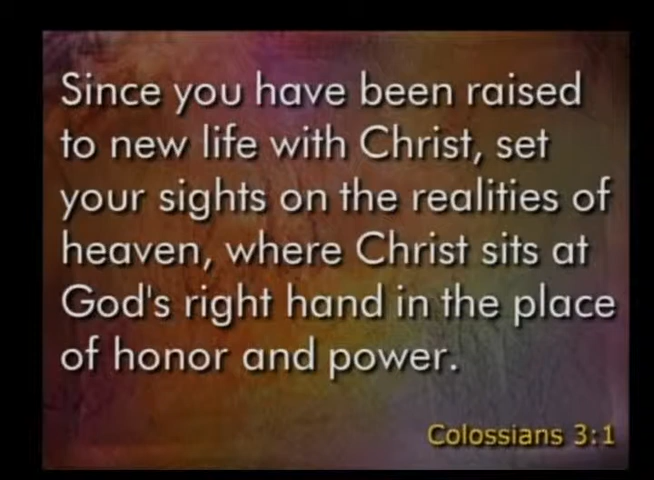 Since you have been raised
to new life with Christ, set
your sights on the realities of
heaven, where Christ sits at
God's right hand in the place
of honor and power.
Colossians 3:1